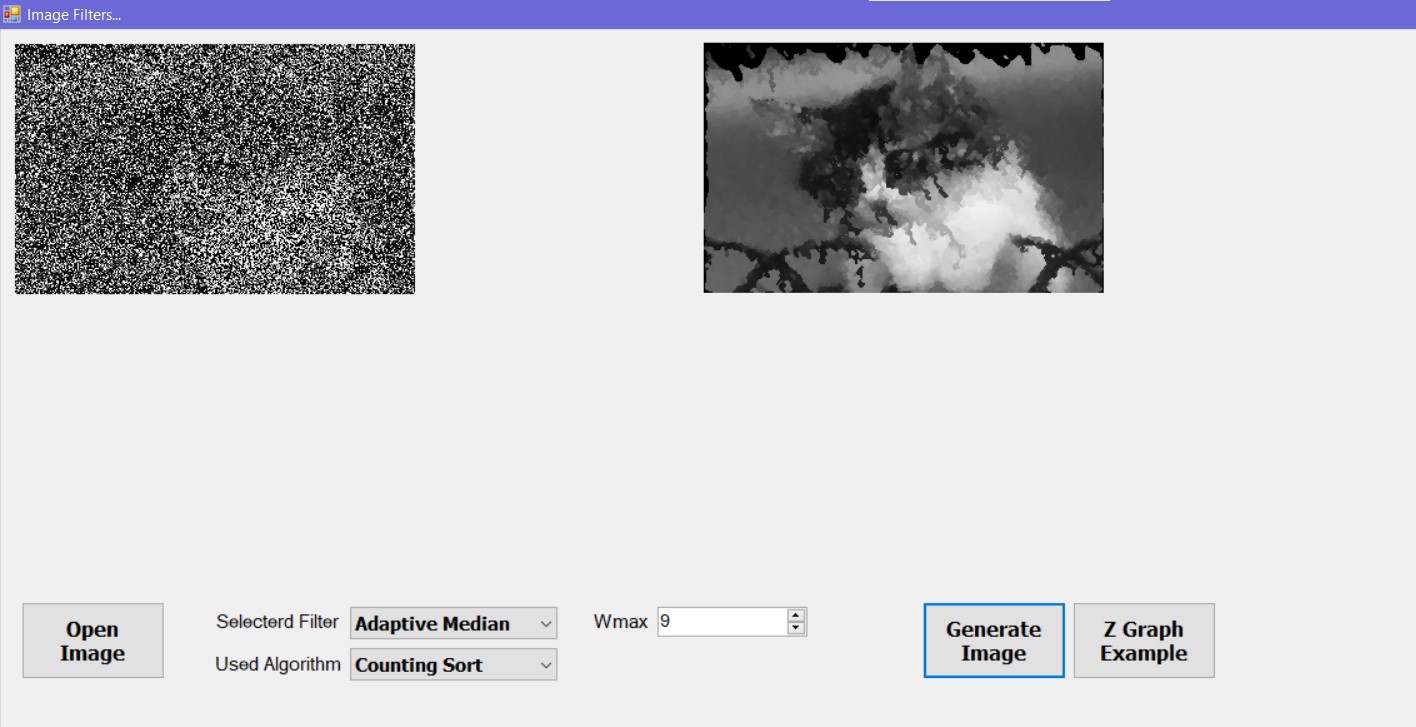 Image Filters...
Open
Image
Selecterd Filter
Adaptive Median
Used Algorithm
Counting Sort
Wmax
9
Generate
Image
Z Graph
Example